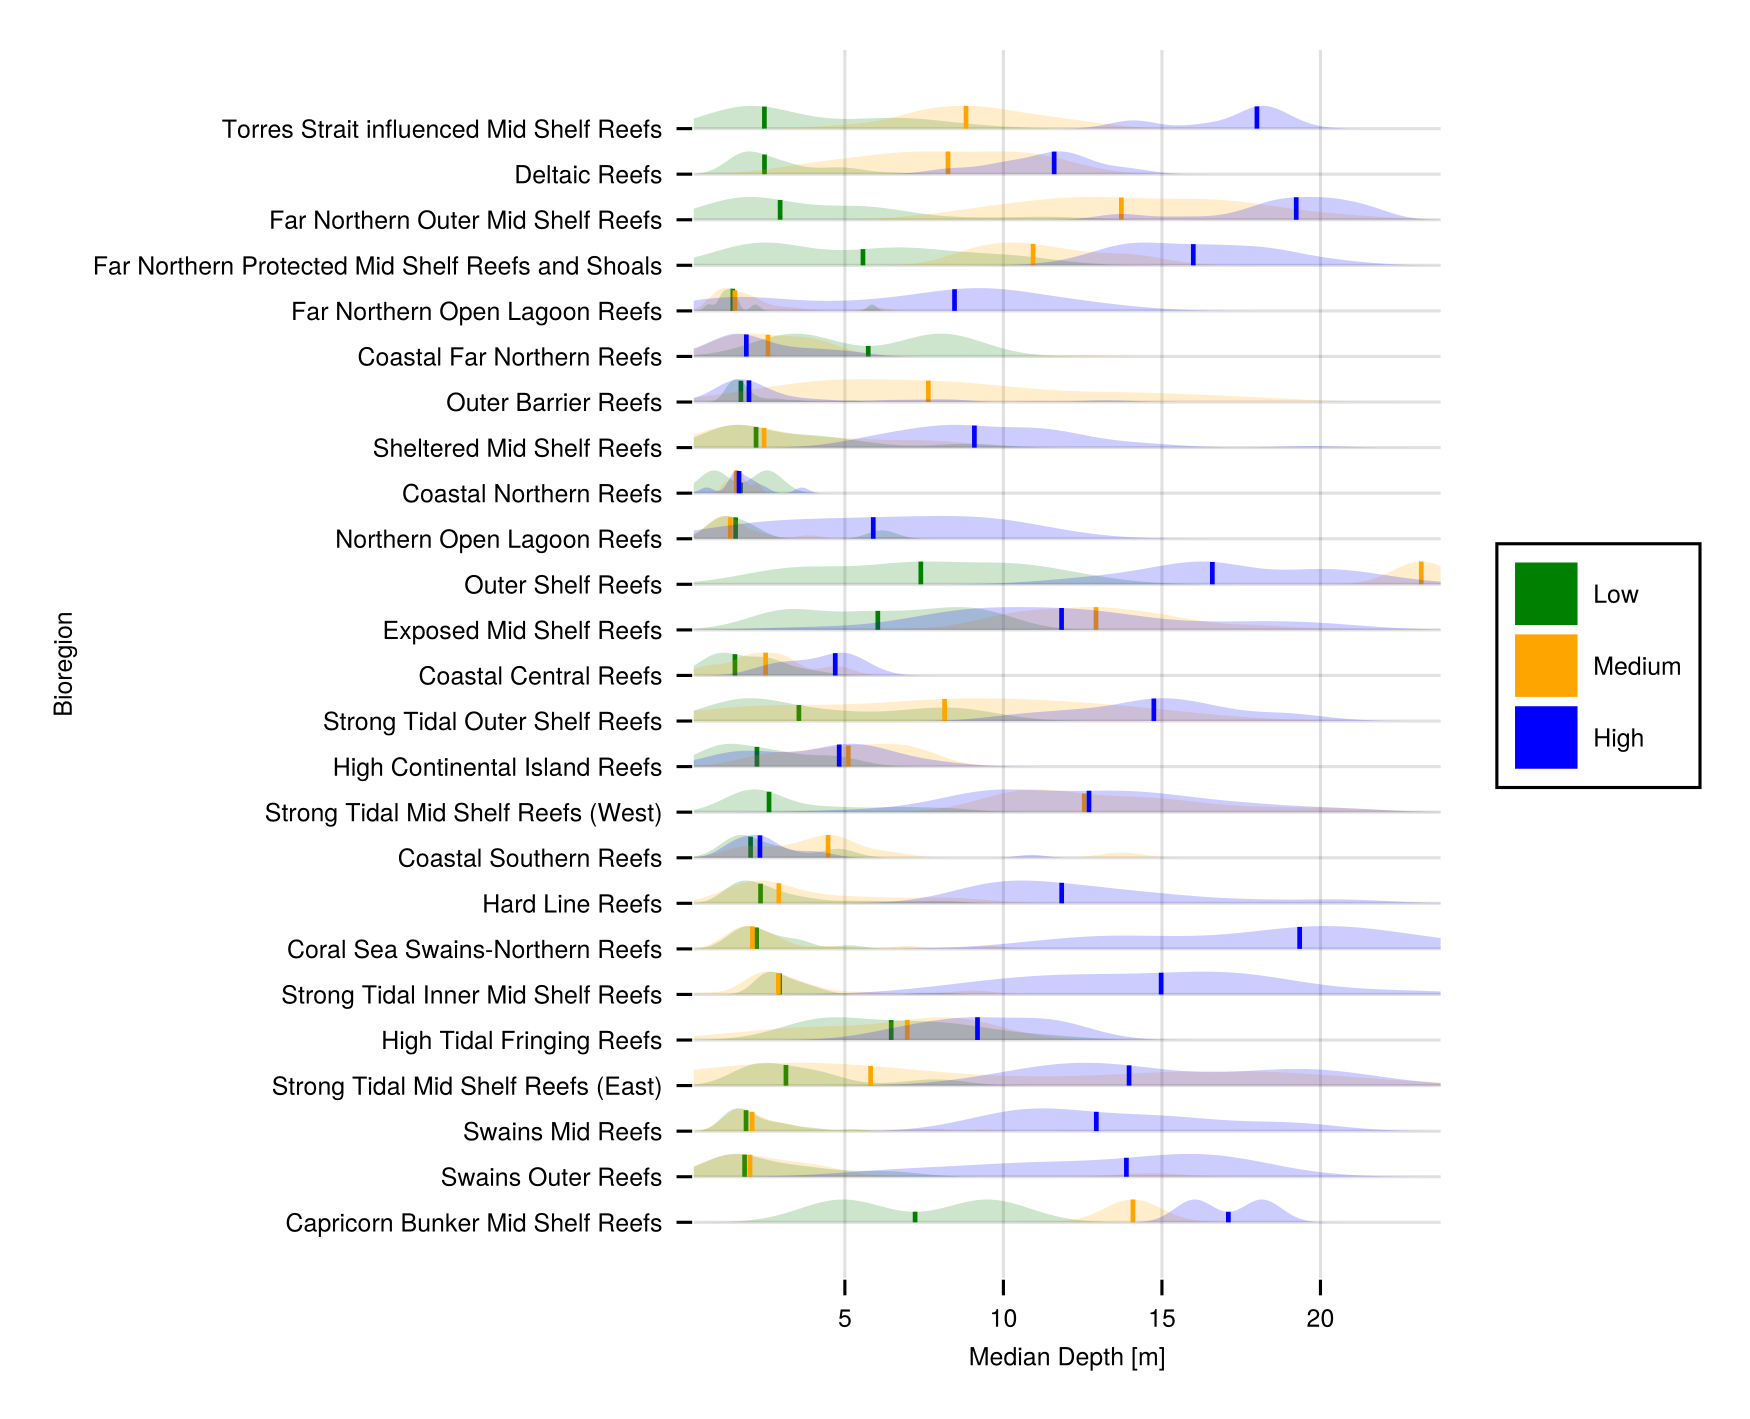 Torres Strait influenced Mid Shelf Reefs
Deltaic Reefs
Far Northern Outer Mid Shelf Reefs
Far Northern Protected Mid Shelf Reefs and Shoals
Far Northern Open Lagoon Reefs
Coastal Far Northern Reefs
Outer Barrier Reefs
Sheltered Mid Shelf Reefs
Coastal Northern Reefs
Northern Open Lagoon Reefs
Outer Shelf Reefs
Exposed Mid Shelf Reefs
Coastal Central Reefs
Strong Tidal Outer Shelf Reefs
High Continental Island Reefs
Strong Tidal Mid Shelf Reefs (West)
Coastal Southern Reefs
Hard Line Reefs
Coral Sea Swains-Northern Reefs
Strong Tidal Inner Mid Shelf Reefs
High Tidal Fringing Reefs
Strong Tidal Mid Shelf Reefs (East)
Swains Mid Reefs
Swains Outer Reefs
Capricorn Bunker Mid Shelf Reefs
Bioregion
5 10 15 20
Median Depth [m]
Low
Medium
High